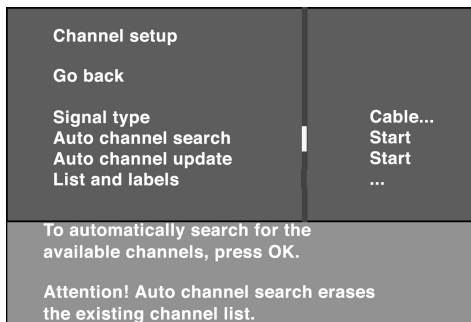 Channel setup
Go back
Signal type Cable...
Auto channel search Start
Auto channel update Start
List and labels ...
To automatically search for the
available channels, press OK.
Attention! Auto channel search erases
the existing channel list.